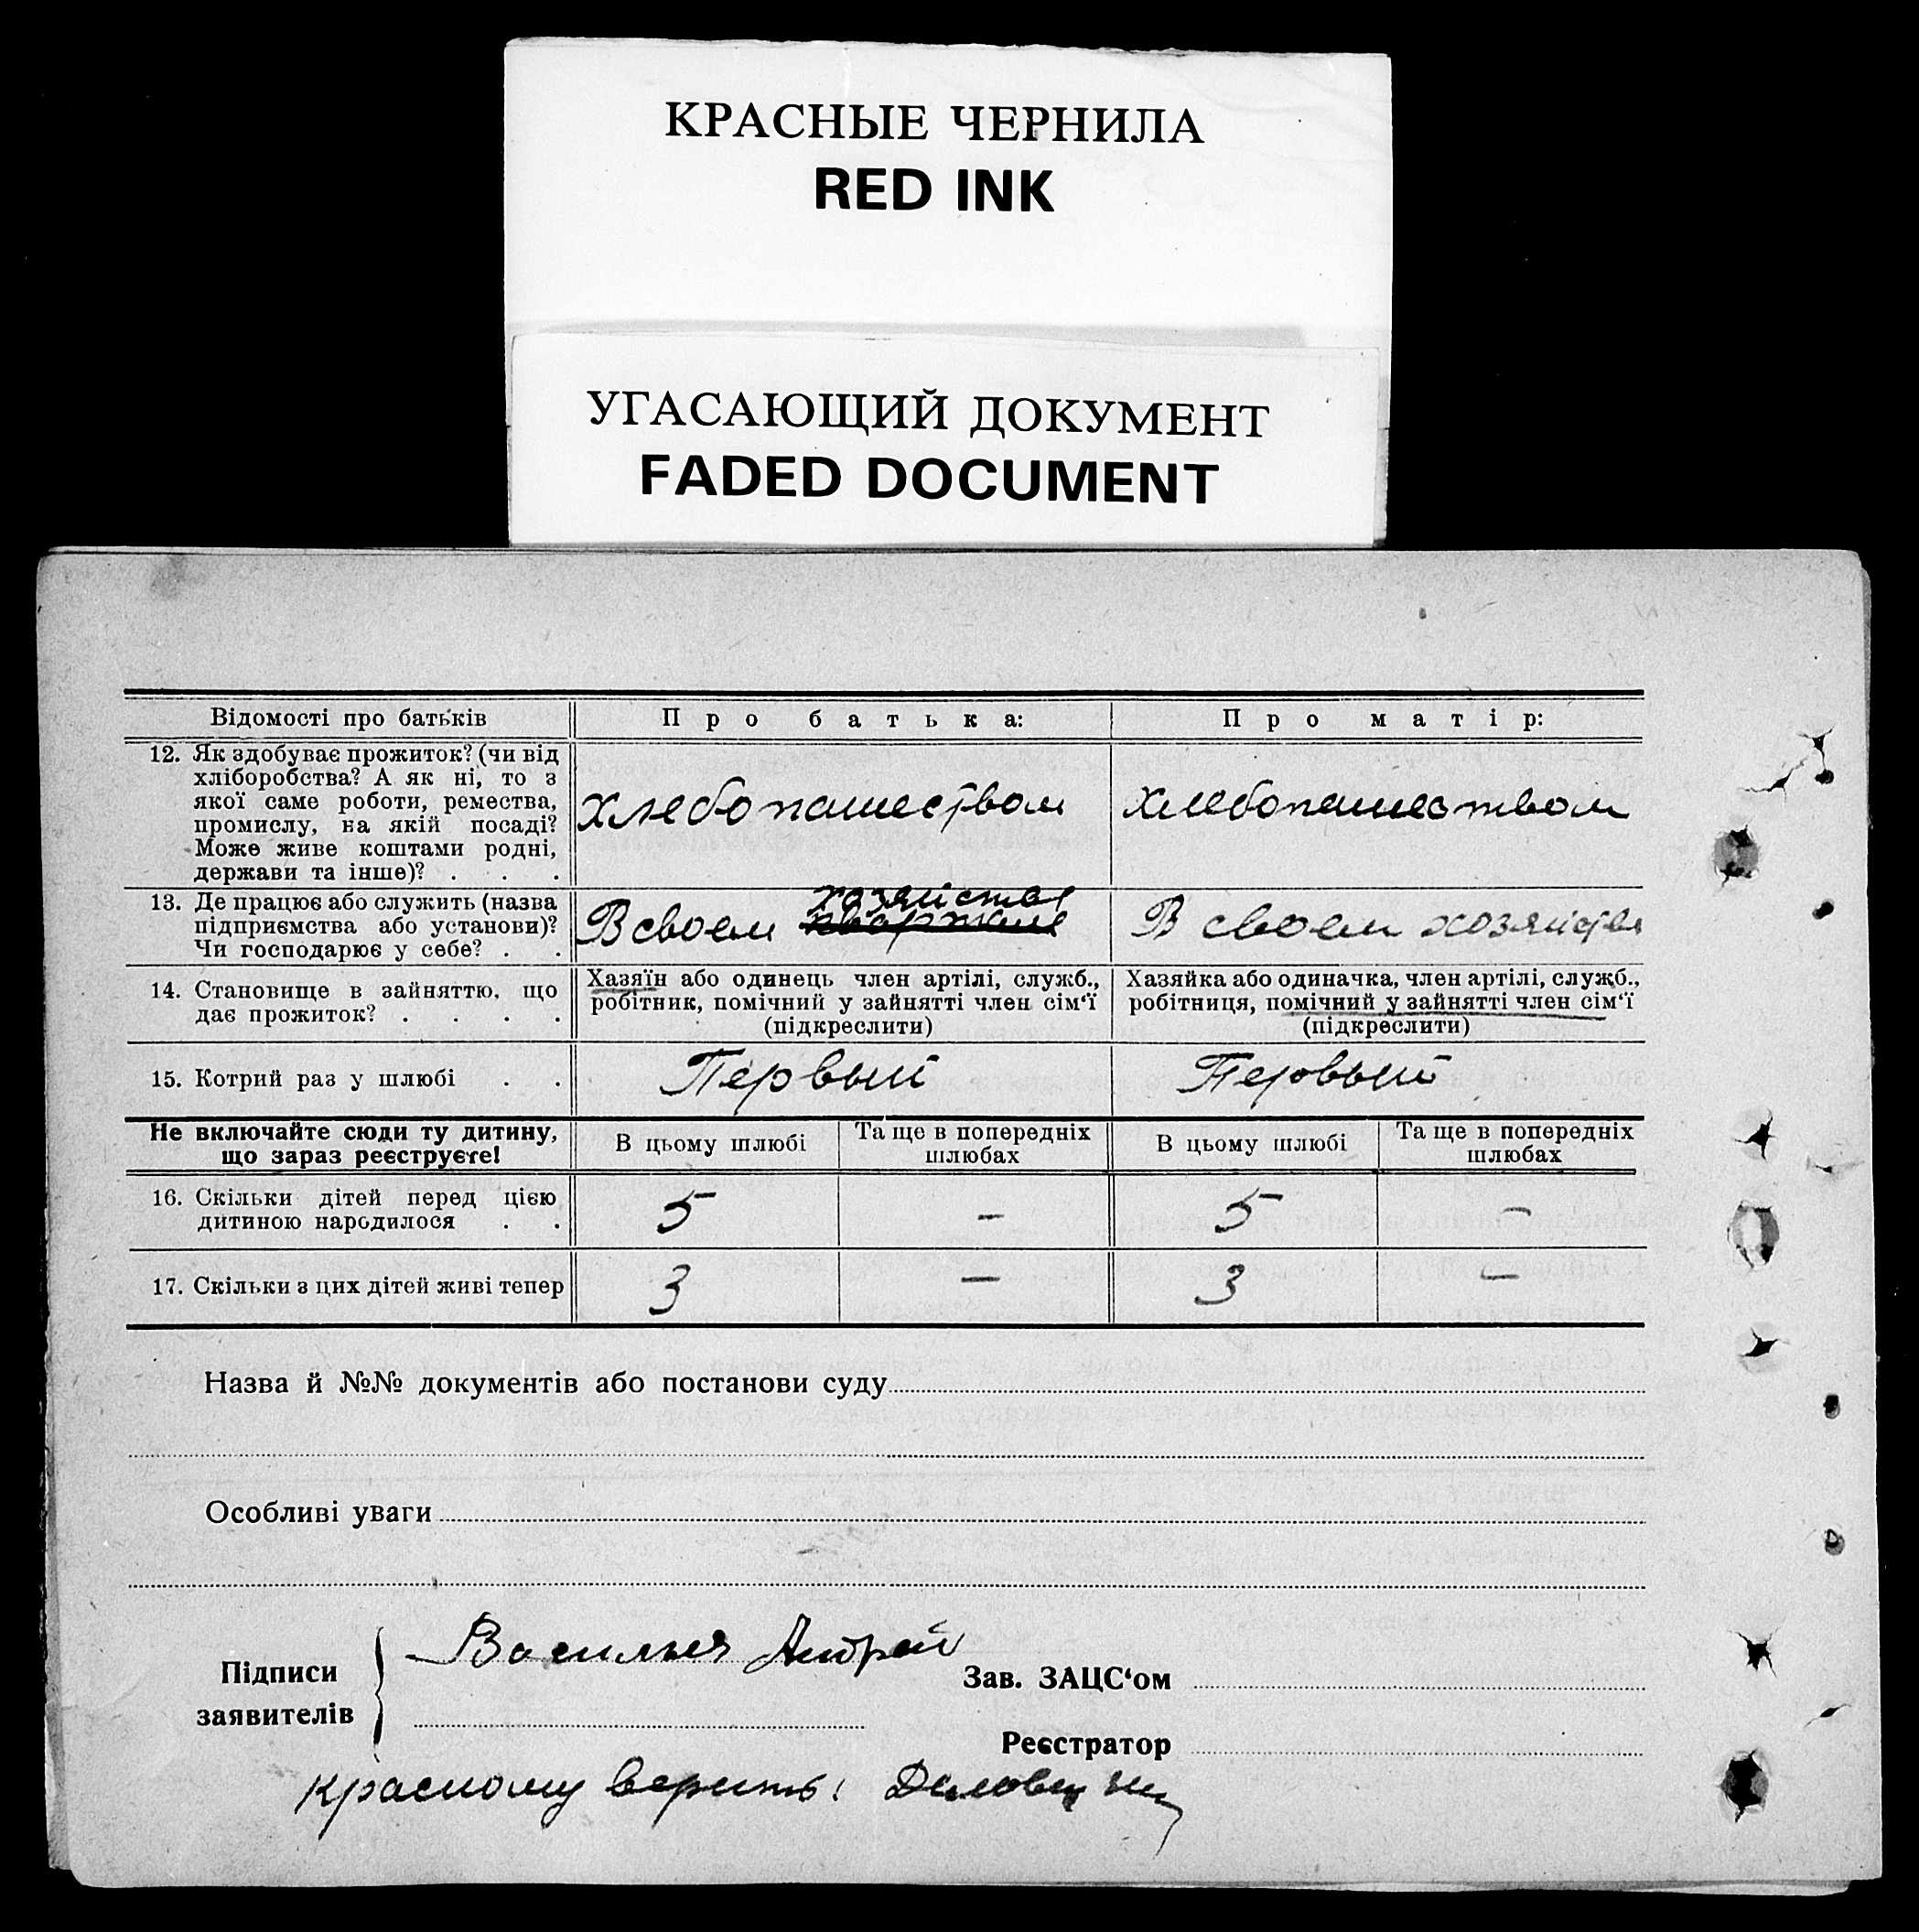 КРАСНЫЕ ЧЕРНИЛА
RED INK
УГАСАЮЩИЙ ДОКУМЕНТ
FADED DOCUMENT
Відомості про батьків Про батька: Про матір:
12. Як здобуває прожиток? (чи від
хліборобства? А як ні, то з
якої саме роботи, ремества,
промислу, на якій посаді?
Може живе коштами родні,
держави та інше)? . . .
хлебопашеством хлебопашеством
13. Де працює або служить (назва
підприємства або установи)?
Чи господарює у себе? . .
хозяйстве
В своем В своем хозяйстве
14. Становище в зайняттю, що
дає прожиток? . . . .
Хазяїн або одинець член артілі, служб.,
робітник, помічний у зайнятті член сім'ї
(підкреслити)
Хазяйка або одиначка, член артілі, служб.,
робітниця, помічний у зайнятті член сім'ї
(підкреслити)
15. Котрий раз у шлюбі . . Первый Первый
Не включайте сюди ту дитину,
що зараз реєструєте!
В цьому шлюбі
Та ще в попередніх
шлюбах
В цьому шлюбі
Та ще в попередніх
шлюбах
16. Скільки дітей перед цією
дитиною народилося . .
5 — 5 —
17. Скільки з цих дітей живі тепер 3 — 3 —
Назва й №№ документів або постанови суду
Особливі уваги
Підписи
заявителів
Андрей
Зав. ЗАЦС'ом
Реєстратор
Красному верить: